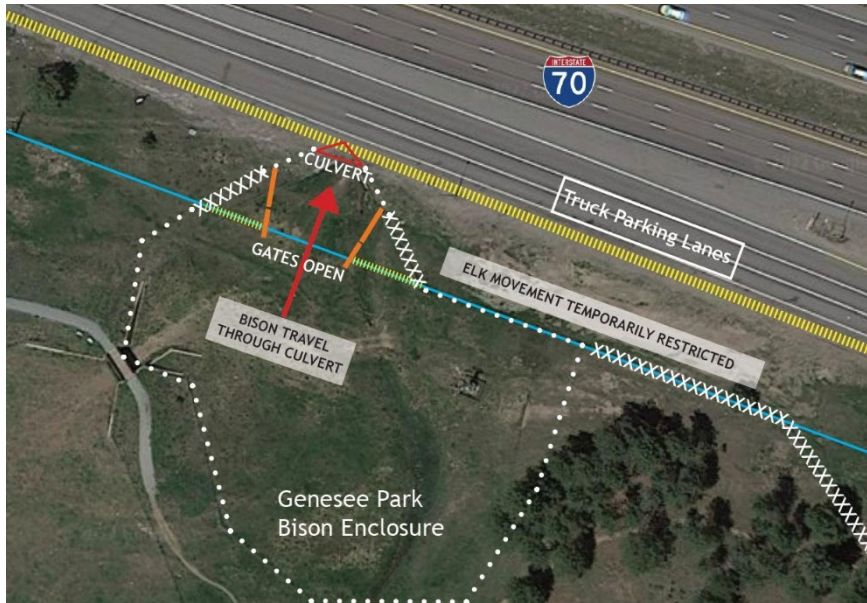 INTERSTATE
70
CULVERT
Truck Parking Lanes
GATES OPEN
ELK MOVEMENT TEMPORARILY RESTRICTED
BISON TRAVEL
THROUGH CULVERT
Genesee Park
Bison Enclosure